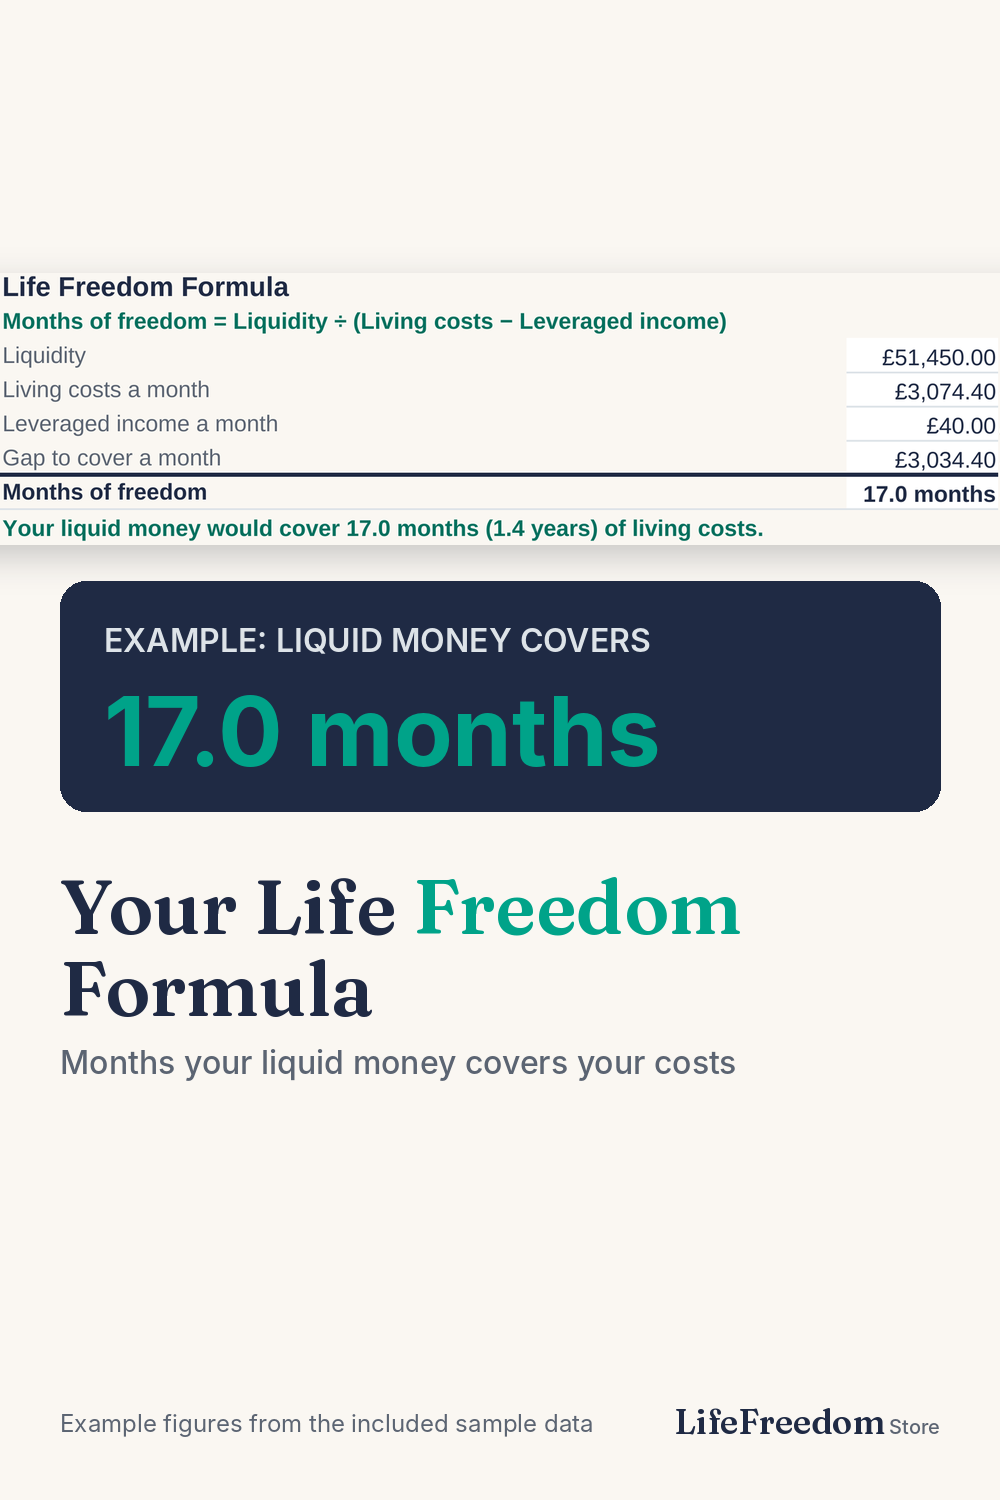 Life Freedom Formula
Months of freedom = Liquidity ÷ (Living costs − Leveraged income)
Liquidity £51,450.00
Living costs a month £3,074.40
Leveraged income a month £40.00
Gap to cover a month £3,034.40
Months of freedom 17.0 months
Your liquid money would cover 17.0 months (1.4 years) of living costs.
EXAMPLE: LIQUID MONEY COVERS
17.0 months
Your Life Freedom
Formula
Months your liquid money covers your costs
Example figures from the included sample data
LifeFreedom Store